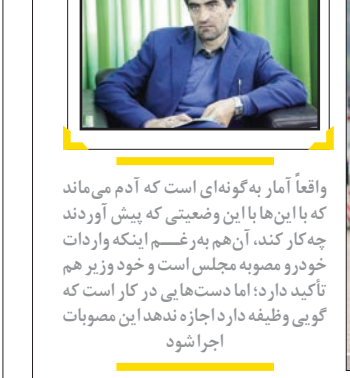 واقعاً آمار به‌گونه‌ای است که آدم می‌ماند
که با این‌ها با این وضعیتی که پیش آوردند
چه‌کار کند، آن‌هم به‌رغـــم اینکه واردات
خودرو مصوبه مجلس است و خود وزیر هم
تأکید دارد؛ اما دست‌هایی در کار است که
گویی وظیفه دارد اجازه ندهد این مصوبات
اجرا شود